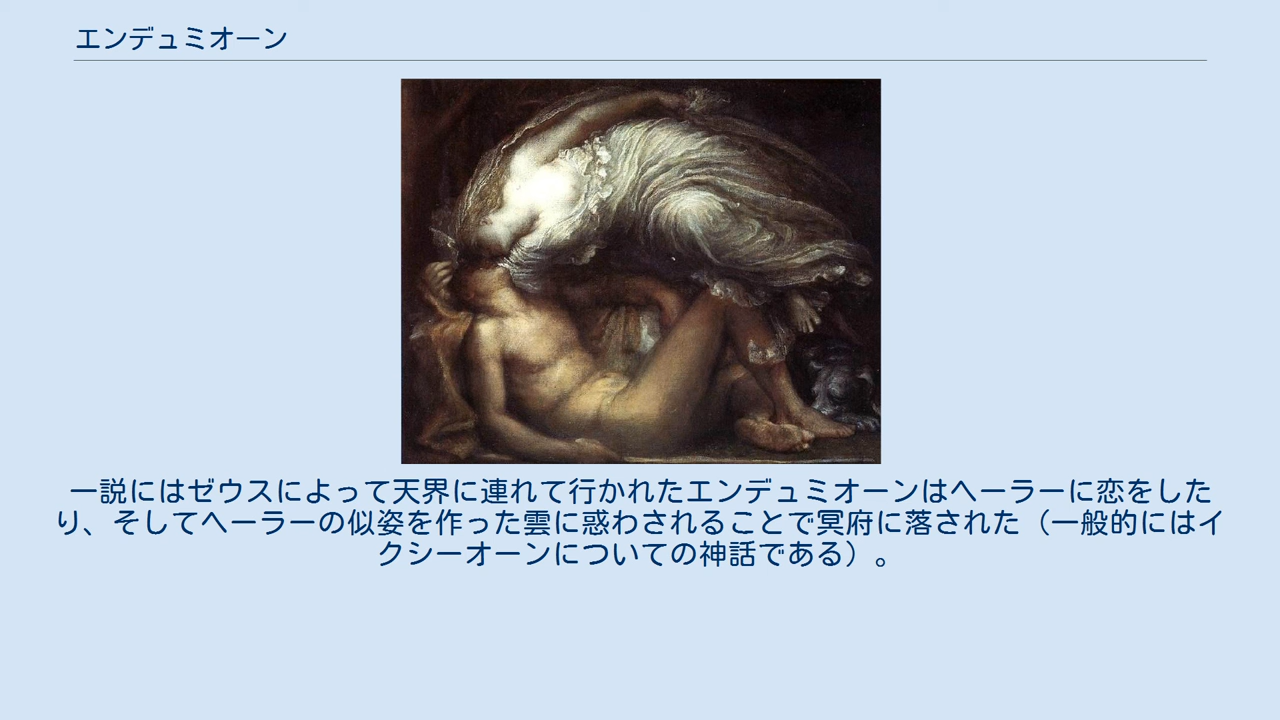 エンデュミオーン
一説にはゼウスによって天界に連れて行かれたエンデュミオーンはヘーラーに恋をした
り、そしてヘーラーの似姿を作った雲に惑わされることで冥府に落された（一般的にはイ
クシーオーンについての神話である）。